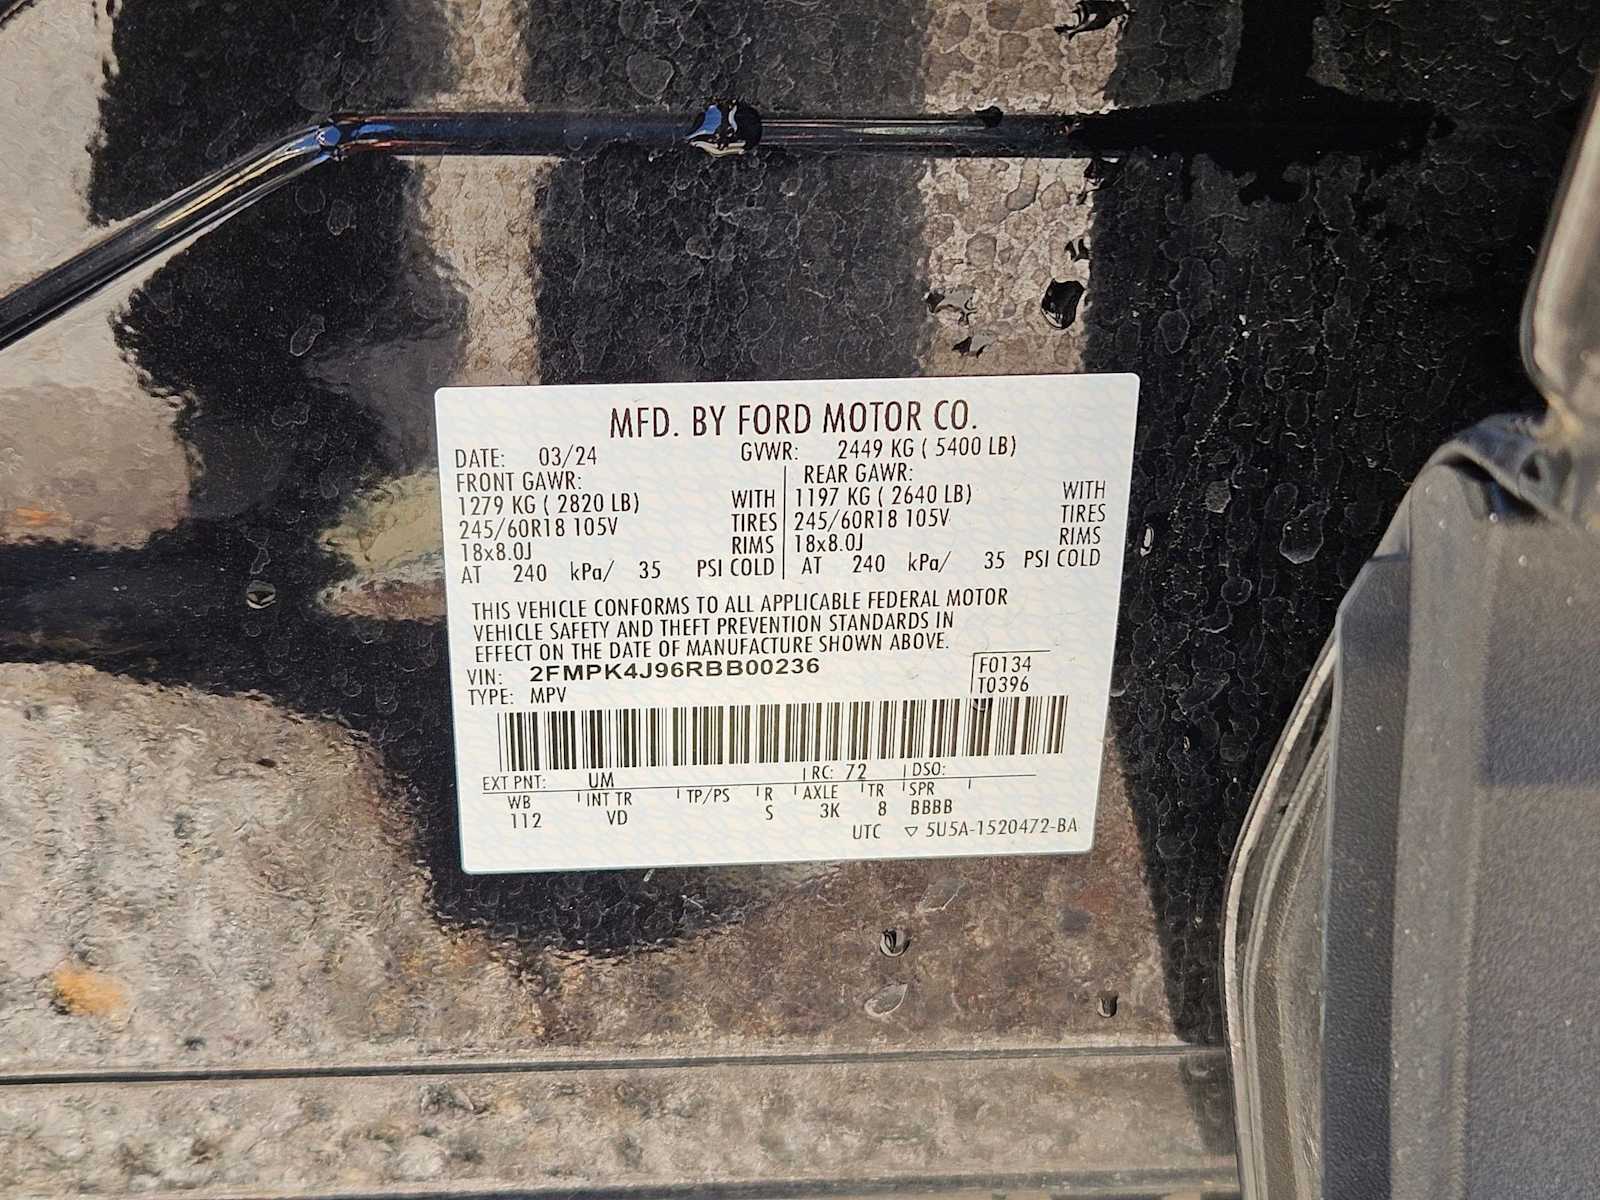 MFD. BY FORD MOTOR CO.
DATE: 03/24 GVWR: 2449 KG ( 5400 LB)
FRONT GAWR: REAR GAWR:
1279 KG ( 2820 LB) WITH 1197 KG ( 2640 LB) WITH
245/60R18 105V TIRES 245/60R18 105V TIRES
18x8.0J RIMS 18x8.0J RIMS
AT 240 kPa/ 35 PSI COLD AT 240 kPa/ 35 PSI COLD
THIS VEHICLE CONFORMS TO ALL APPLICABLE FEDERAL MOTOR
VEHICLE SAFETY AND THEFT PREVENTION STANDARDS IN
EFFECT ON THE DATE OF MANUFACTURE SHOWN ABOVE.
VIN: 2FMPK4J96RBB00236 F0134
TYPE: MPV T0396
EXT PNT: UM RC: 72 DSO:
WB INT TR TP/PS R AXLE TR SPR
112 VD S 3K 8 BBBB
UTC ▽ 5U5A-1520472-BA